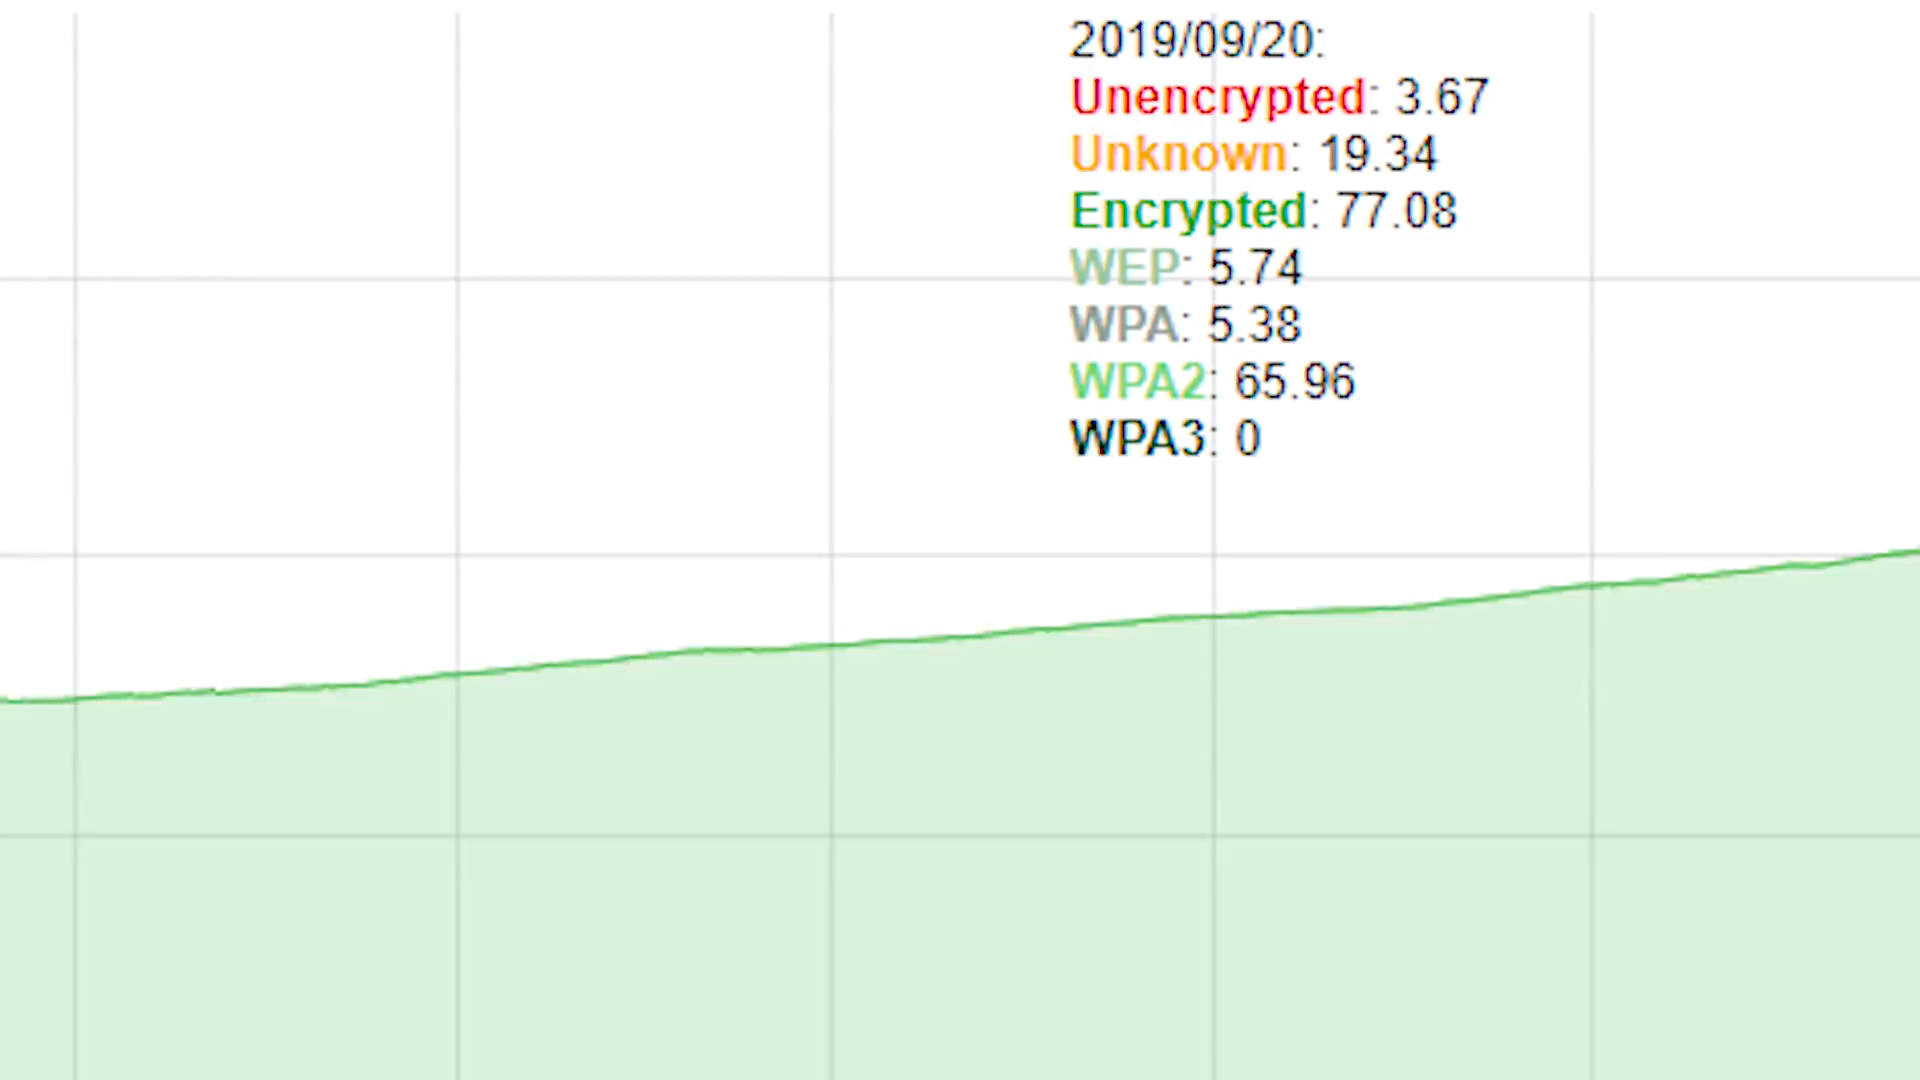 2019/09/20:
Unencrypted: 3.67
Unknown: 19.34
Encrypted: 77.08
WEP: 5.74
WPA: 5.38
WPA2: 65.96
WPA3: 0